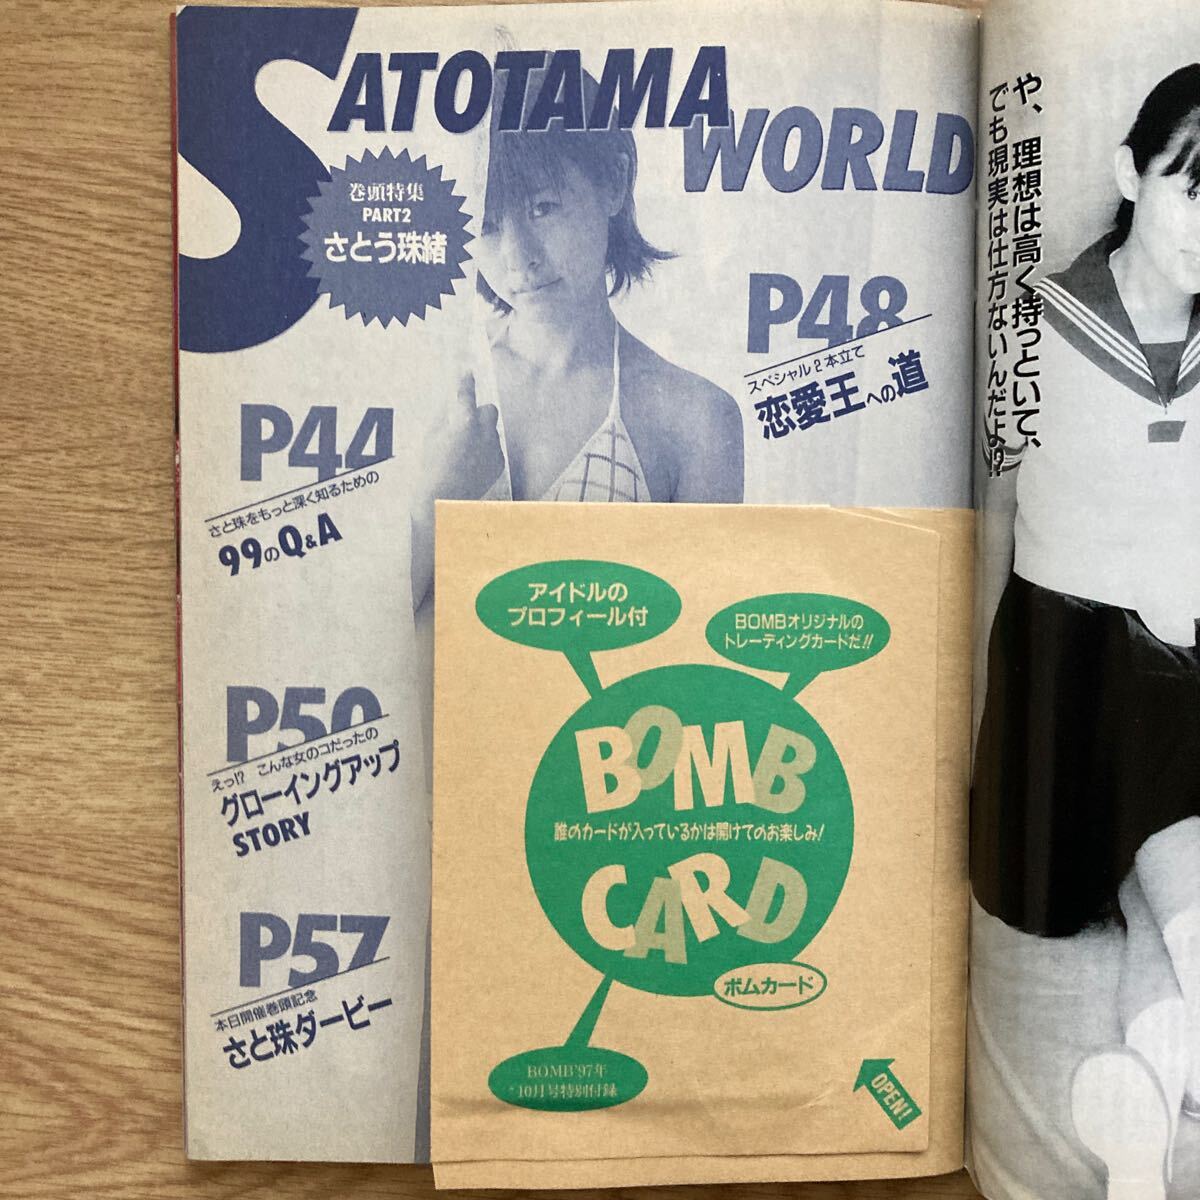 SATOTAMA
WORLD
巻頭特集
PART2
さとう珠緒
P48
スペシャル2本立て
恋愛王への道
P44
さと珠をもっと深く知るための
99のQ&A
P50
えっ!? こんな女のコだったの
グローイングアップ
STORY
P57
本日開催巻頭記念
さと珠ダービー
アイドルの
プロフィール付
BOMBオリジナルの
トレーディングカードだ!!
BOMB
誰のカードが入っているかは開けてのお楽しみ!
CARD
ボムカード
BOMB'97年
10月号特別付録
OPEN!
や、理想は高く持っといて、
でも現実は仕方ないんだよ!?